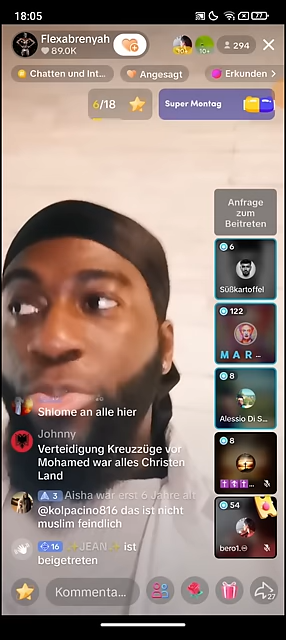 18:05
77
Flexabrenyah
89.0K
294
Chatten und Int...
Angesagt
Erkunden >
6/18
Super Montag
Anfrage
zum
Beitreten
6
Süßkartoffel
122
M A R ...
8
Alessio Di S...
8
54
bero1.
Shlome an alle hier
Johnny
Verteidigung Kreuzzüge vor
Mohamed war alles Christen
Land
3 Aisha war erst 6 Jahre alt
@kolpacino816 das ist nicht
muslim feindlich
16 JEAN ist
beigetreten
Kommenta...
27